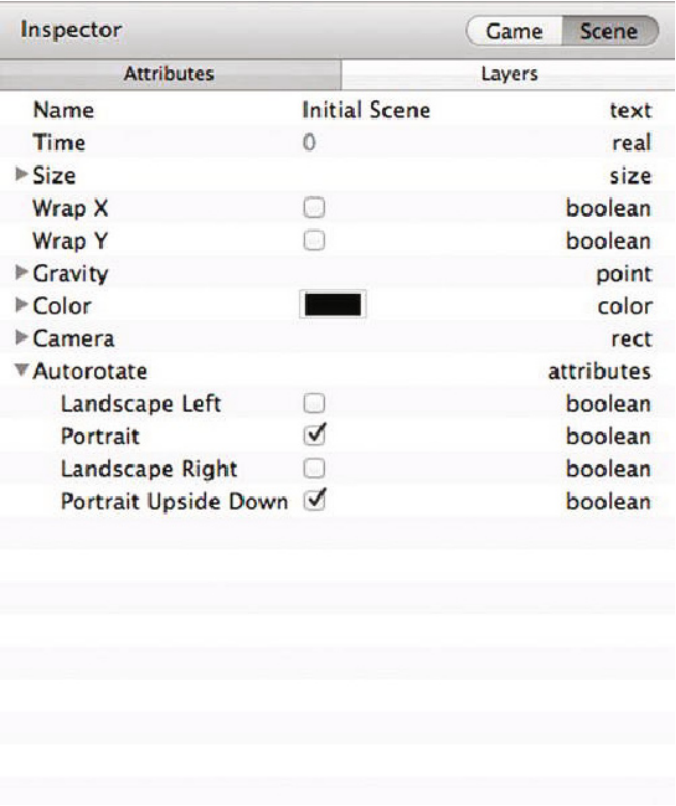 Inspector Game Scene
Attributes Layers
Name Initial Scene text
Time 0 real
Size size
Wrap X boolean
Wrap Y boolean
Gravity point
Color color
Camera rect
Autorotate attributes
Landscape Left boolean
Portrait boolean
Landscape Right boolean
Portrait Upside Down boolean